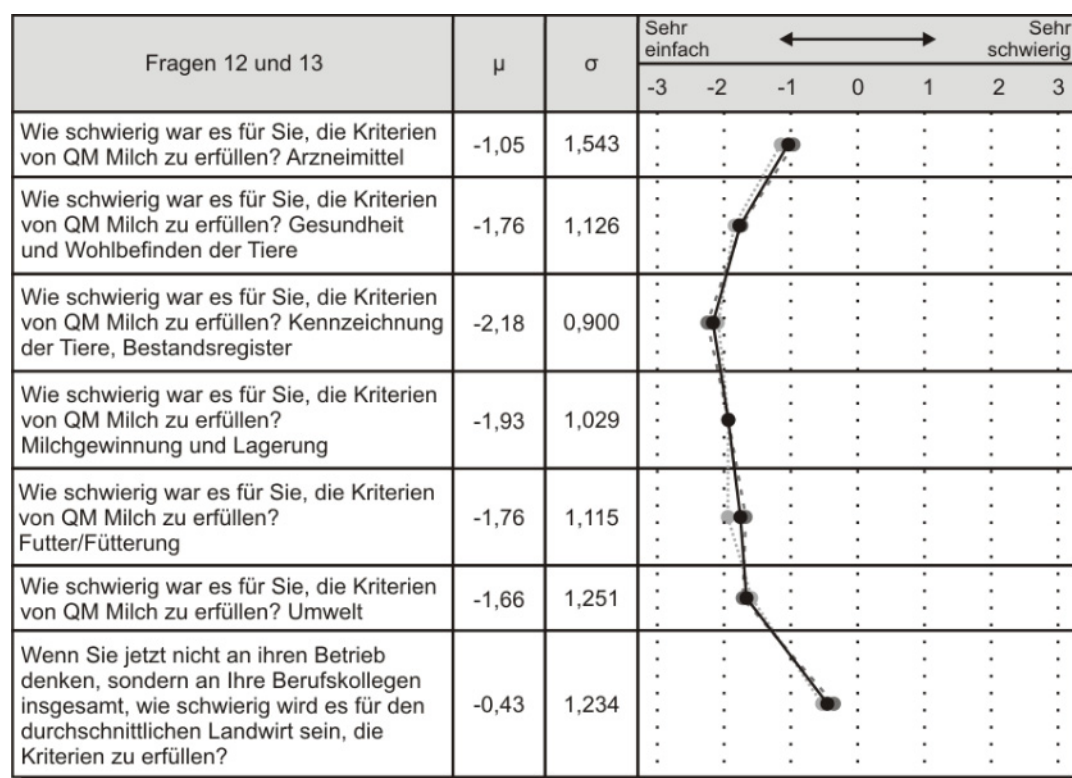 Fragen 12 und 13
μ
σ
Sehr einfach
Sehr schwierig
-3 -2 -1 0 1 2 3
Wie schwierig war es für Sie, die Kriterien
von QM Milch zu erfüllen? Arzneimittel
-1,05
1,543
Wie schwierig war es für Sie, die Kriterien
von QM Milch zu erfüllen? Gesundheit
und Wohlbefinden der Tiere
-1,76
1,126
Wie schwierig war es für Sie, die Kriterien
von QM Milch zu erfüllen? Kennzeichnung
der Tiere, Bestandsregister
-2,18
0,900
Wie schwierig war es für Sie, die Kriterien
von QM Milch zu erfüllen?
Milchgewinnung und Lagerung
-1,93
1,029
Wie schwierig war es für Sie, die Kriterien
von QM Milch zu erfüllen?
Futter/Fütterung
-1,76
1,115
Wie schwierig war es für Sie, die Kriterien
von QM Milch zu erfüllen? Umwelt
-1,66
1,251
Wenn Sie jetzt nicht an ihren Betrieb
denken, sondern an Ihre Berufskollegen
insgesamt, wie schwierig wird es für den
durchschnittlichen Landwirt sein, die
Kriterien zu erfüllen?
-0,43
1,234